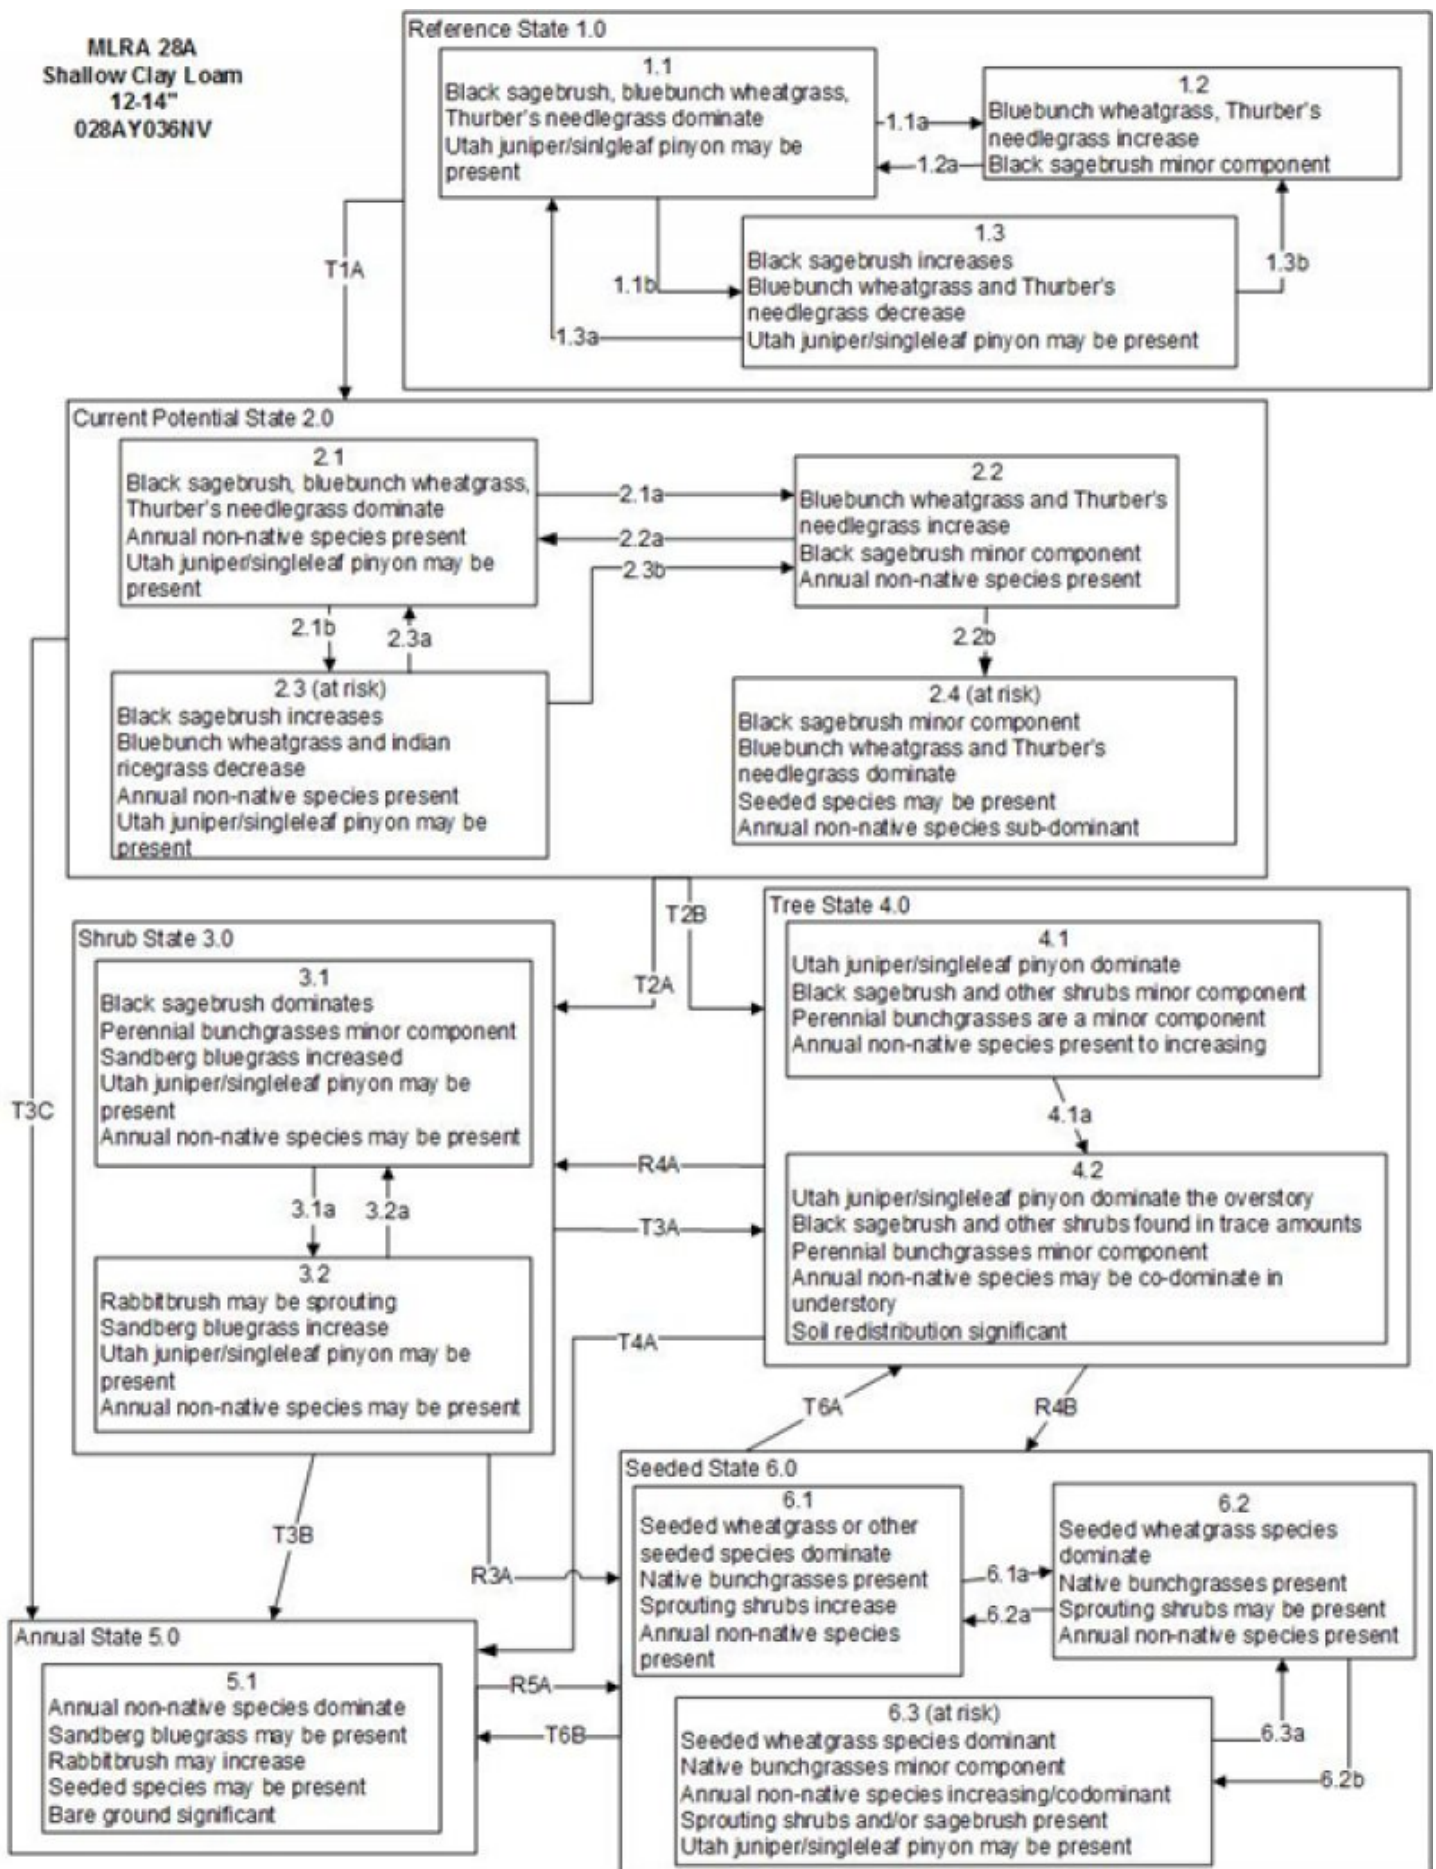 MLRA 28A
Shallow Clay Loam
12-14"
028AY036NV
Reference State 1.0
1.1
Black sagebrush, bluebunch wheatgrass,
Thurber's needlegrass dominate
Utah juniper/sinlgleaf pinyon may be
present
1.1a
1.2a
1.2
Bluebunch wheatgrass, Thurber's
needlegrass increase
Black sagebrush minor component
T1A
1.1b
1.3a
1.3
Black sagebrush increases
Bluebunch wheatgrass and Thurber's
needlegrass decrease
Utah juniper/singleleaf pinyon may be present
1.3b
Current Potential State 2.0
2.1
Black sagebrush, bluebunch wheatgrass,
Thurber's needlegrass dominate
Annual non-native species present
Utah juniper/singleleaf pinyon may be
present
2.1a
2.2a
2.3b
2.2
Bluebunch wheatgrass and Thurber's
needlegrass increase
Black sagebrush minor component
Annual non-native species present
2.1b
2.3a
2.2b
2.3 (at risk)
Black sagebrush increases
Bluebunch wheatgrass and indian
ricegrass decrease
Annual non-native species present
Utah juniper/singleleaf pinyon may be
present
2.4 (at risk)
Black sagebrush minor component
Bluebunch wheatgrass and Thurber's
needlegrass dominate
Seeded species may be present
Annual non-native species sub-dominant
T3C
T2A
T2B
Shrub State 3.0
3.1
Black sagebrush dominates
Perennial bunchgrasses minor component
Sandberg bluegrass increased
Utah juniper/singleleaf pinyon may be
present
Annual non-native species may be present
3.1a
3.2a
3.2
Rabbitbrush may be sprouting
Sandberg bluegrass increase
Utah juniper/singleleaf pinyon may be
present
Annual non-native species may be present
Tree State 4.0
4.1
Utah juniper/singleleaf pinyon dominate
Black sagebrush and other shrubs minor component
Perennial bunchgrasses are a minor component
Annual non-native species present to increasing
4.1a
4.2
Utah juniper/singleleaf pinyon dominate the overstory
Black sagebrush and other shrubs found in trace amounts
Perennial bunchgrasses minor component
Annual non-native species may be co-dominate in
understory
Soil redistribution significant
R4A
T3A
T4A
T6A
R4B
T3B
R3A
Annual State 5.0
5.1
Annual non-native species dominate
Sandberg bluegrass may be present
Rabbitbrush may increase
Seeded species may be present
Bare ground significant
R5A
T6B
Seeded State 6.0
6.1
Seeded wheatgrass or other
seeded species dominate
Native bunchgrasses present
Sprouting shrubs increase
Annual non-native species
present
6.1a
6.2a
6.2
Seeded wheatgrass species
dominate
Native bunchgrasses present
Sprouting shrubs may be present
Annual non-native species present
6.3 (at risk)
Seeded wheatgrass species dominant
Native bunchgrasses minor component
Annual non-native species increasing/codominant
Sprouting shrubs and/or sagebrush present
Utah juniper/singleleaf pinyon may be present
6.3a
6.2b